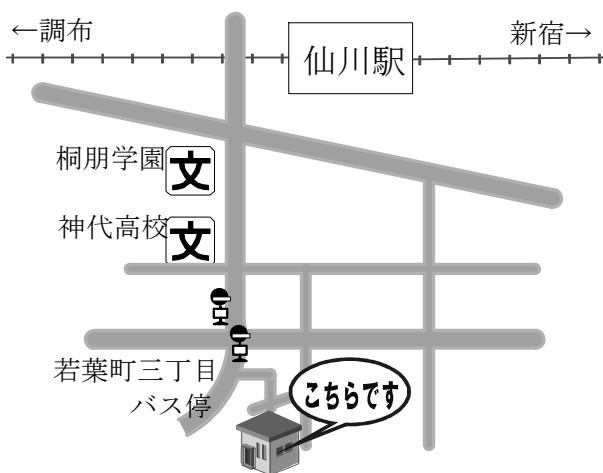 ←調布
新宿→
仙川駅
桐朋学園
文
神代高校
文
若葉町三丁目
バス停
こちらです